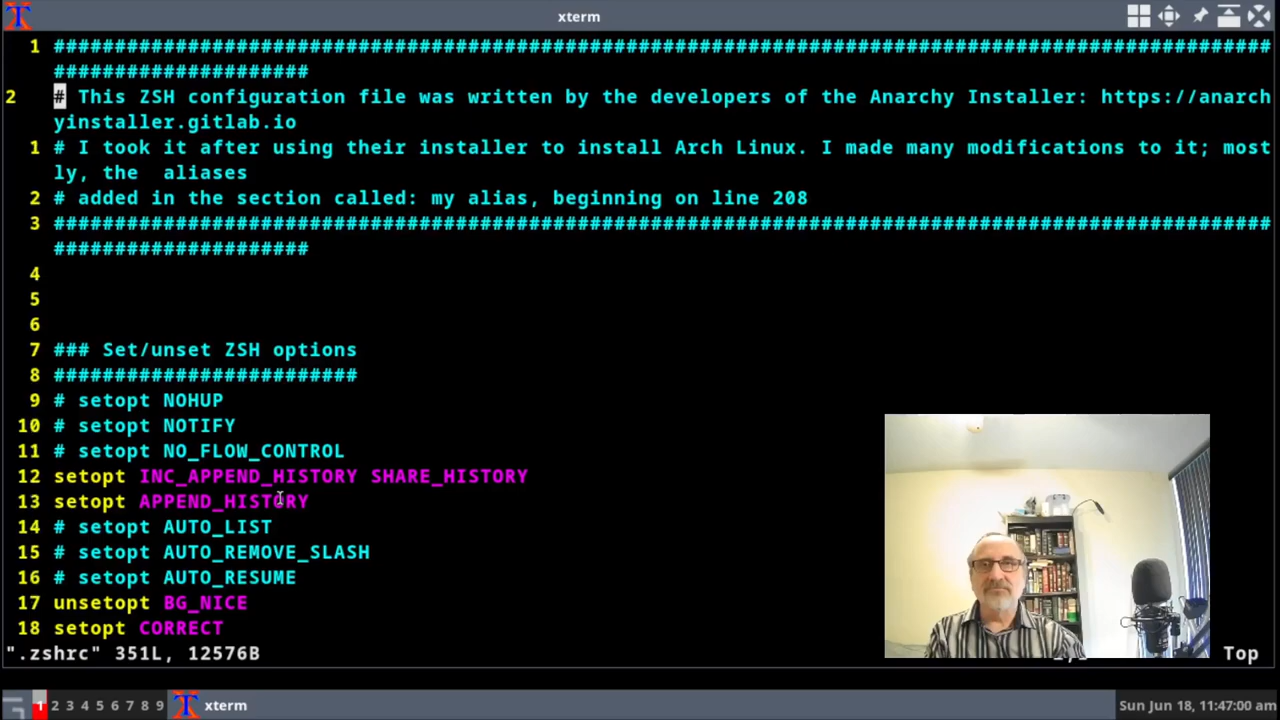 xterm
1 ##########################################################################################################################
2 # This ZSH configuration file was written by the developers of the Anarchy Installer: https://anarch
yinstaller.gitlab.io
1 # I took it after using their installer to install Arch Linux. I made many modifications to it; most
ly, the  aliases
2 # added in the section called: my alias, beginning on line 208
3 ####################################################################################################
#####################
4
5
6
7 ### Set/unset ZSH options
8 #########################
9 # setopt NOHUP
10 # setopt NOTIFY
11 # setopt NO_FLOW_CONTROL
12 setopt INC_APPEND_HISTORY SHARE_HISTORY
13 setopt APPEND_HISTORY
14 # setopt AUTO_LIST
15 # setopt AUTO_REMOVE_SLASH
16 # setopt AUTO_RESUME
17 unsetopt BG_NICE
18 setopt CORRECT
".zshrc" 351L, 12576B Top
1 2 3 4 5 6 7 8 9 xterm Sun Jun 18, 11:47:00 am